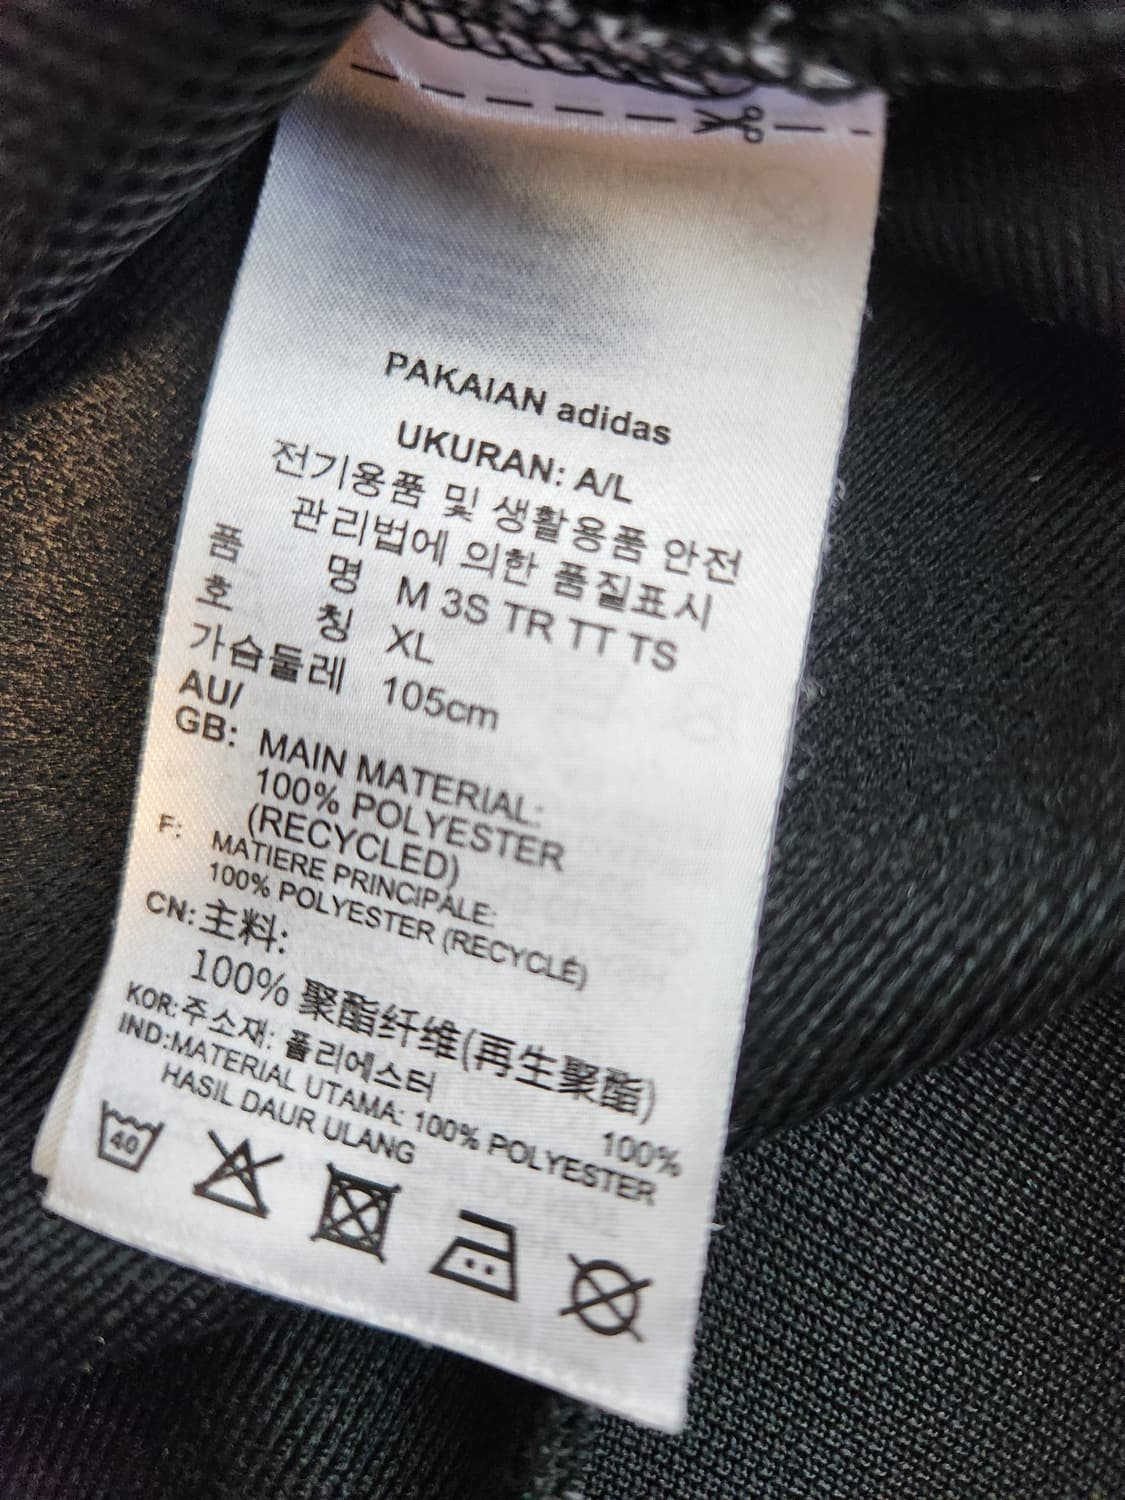 PAKAIAN adidas
UKURAN: A/L
전기용품 및 생활용품 안전
관리법에 의한 품질표시
품 명 M 3S TR TT TS
호 칭 XL
가슴둘레 105cm
AU/
GB: MAIN MATERIAL:
100% POLYESTER
(RECYCLED)
F: MATIERE PRINCIPALE:
100% POLYESTER (RECYCLÉ)
CN: 主料:
100% 聚酯纤维(再生聚酯)
KOR: 주소재: 폴리에스터 100%
IND: MATERIAL UTAMA: 100% POLYESTER
HASIL DAUR ULANG
40